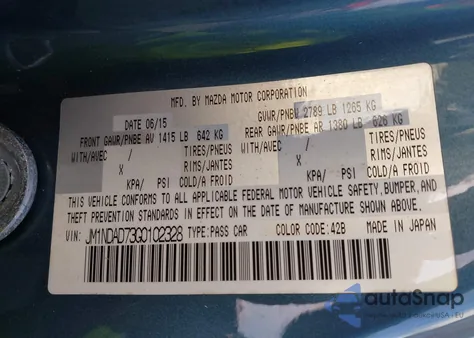 MFD. BY MAZDA MOTOR CORPORATION
DATE 06/15 GVWR/PNBV 2789 LB 1265 KG
FRONT GAWR/PNBE AV 1415 LB 642 KG REAR GAWR/PNBE AR 1380 LB 626 KG
WITH/AVEC / TIRES/PNEUS WITH/AVEC / TIRES/PNEUS
X RIMS/JANTES X RIMS/JANTES
KPA/ PSI COLD/A FROID KPA/ PSI COLD/A FROID
THIS VEHICLE CONFORMS TO ALL APPLICABLE FEDERAL MOTOR VEHICLE SAFETY, BUMPER, AND
THEFT PREVENTION STANDARDS IN EFFECT ON THE DATE OF MANUFACTURE SHOWN ABOVE.
VIN: JM1NDAD73G0102328 TYPE: PASS CAR COLOR CODE: 42B MADE IN JAPAN
autoSnap